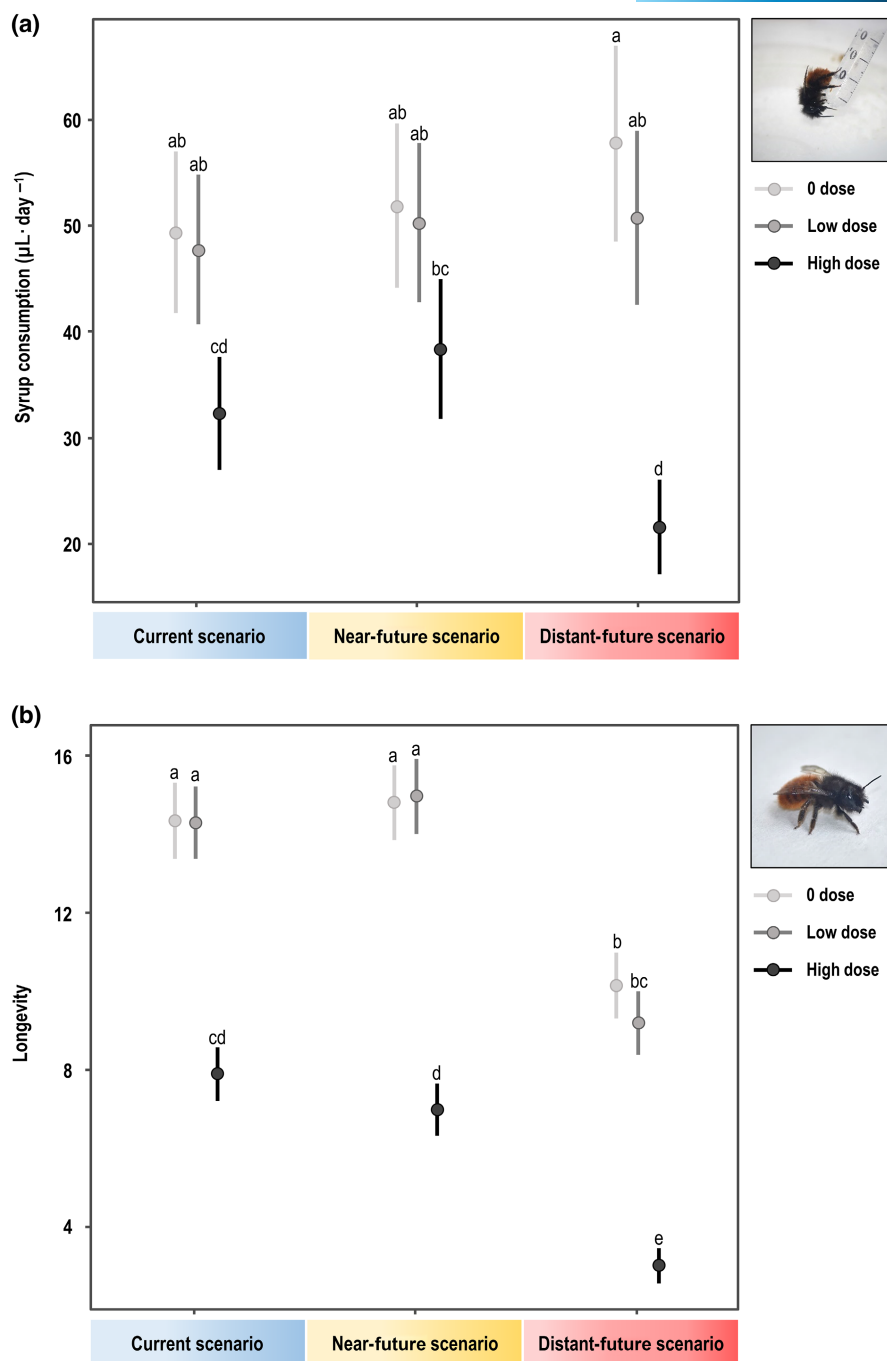 (a)
60
50
40
30
20
Syrup consumption (µL· day ⁻¹)
ab
ab
cd
ab
ab
bc
a
ab
d
0 dose
Low dose
High dose
Current scenario
Near-future scenario
Distant-future scenario
(b)
16
12
8
4
Longevity
a
a
cd
a
a
d
b
bc
e
0 dose
Low dose
High dose
Current scenario
Near-future scenario
Distant-future scenario